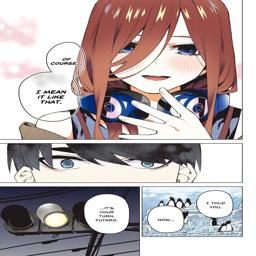 OF
COURSE
I MEAN
IT LIKE
THAT.
...IT'S
YOUR
TURN,
FUTARO.
I TOLD
YOU.
NOW...